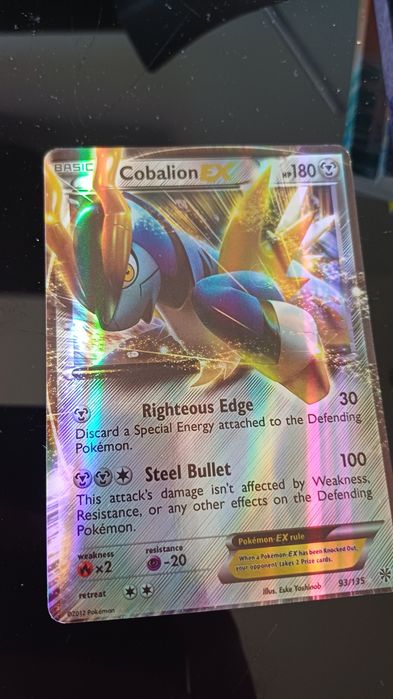 BASIC Cobalion EX HP180
Righteous Edge 30
Discard a Special Energy attached to the Defending
Pokémon.
Steel Bullet 100
This attack's damage isn't affected by Weakness,
Resistance, or any other effects on the Defending
Pokémon.
weakness resistance
×2 -20
retreat
Pokémon-EX rule
When a Pokémon-EX has been Knocked Out,
your opponent takes 2 Prize cards.
Illus. Eske Yoshinob 93/135
©2012 Pokémon